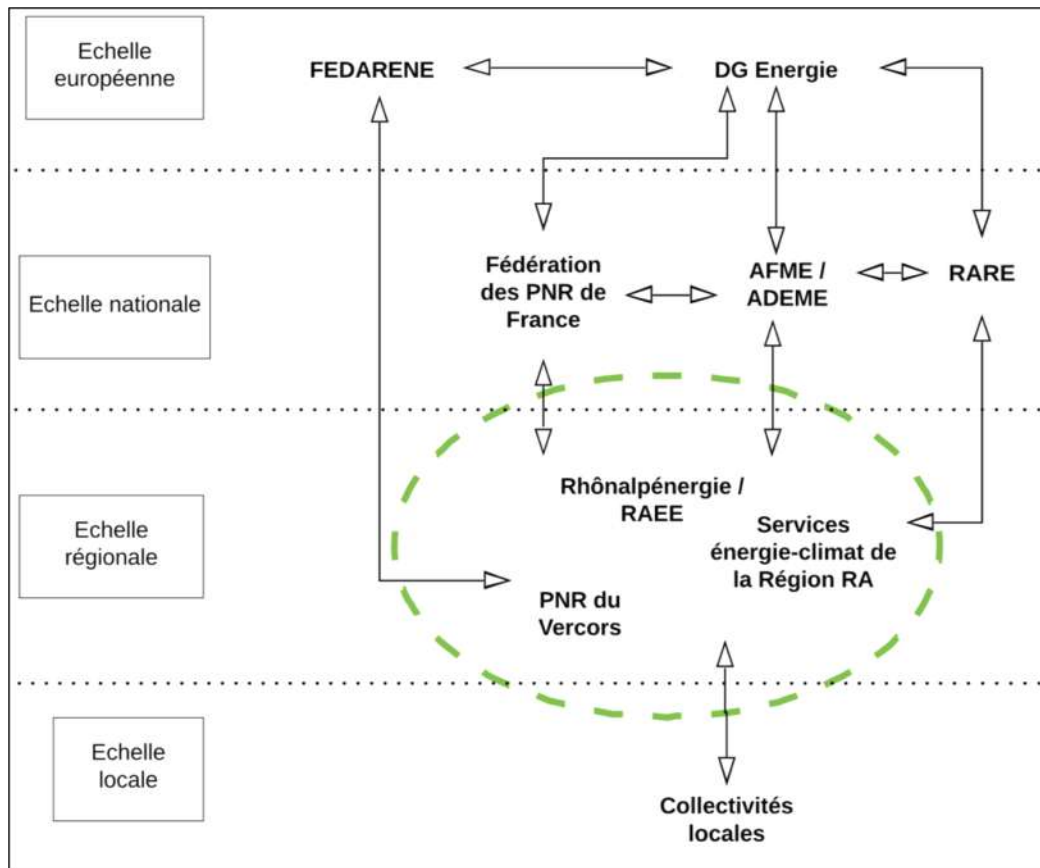 Echelle
européenne
FEDARENE
DG Energie
Echelle nationale
Fédération
des PNR de
France
AFME /
ADEME
RARE
Echelle
régionale
Rhônalpénergie /
RAEE
Services
énergie-climat de
la Région RA
PNR du
Vercors
Echelle
locale
Collectivités
locales